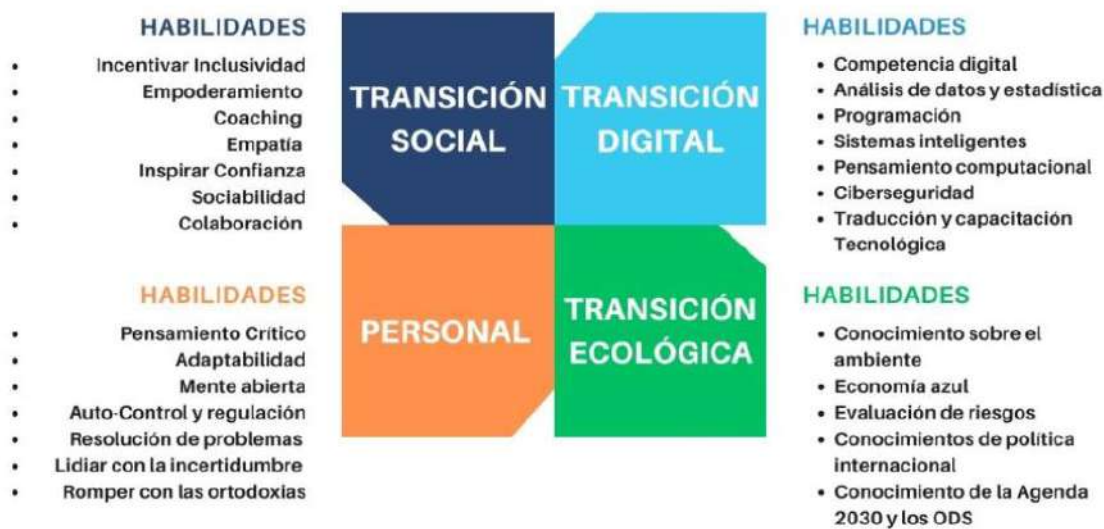 HABILIDADES
Incentivar Inclusividad
Empoderamiento
Coaching
Empatía
Inspirar Confianza
Sociabilidad
Colaboración
TRANSICIÓN
SOCIAL
TRANSICIÓN
DIGITAL
HABILIDADES
• Competencia digital
• Análisis de datos y estadística
• Programación
• Sistemas inteligentes
• Pensamiento computacional
• Ciberseguridad
• Traducción y capacitación
Tecnológica
HABILIDADES
Pensamiento Crítico
Adaptabilidad
Mente abierta
Auto-Control y regulación
Resolución de problemas
Lidiar con la incertidumbre
Romper con las ortodoxias
PERSONAL
TRANSICIÓN
ECOLÓGICA
HABILIDADES
• Conocimiento sobre el
ambiente
• Economía azul
• Evaluación de riesgos
• Conocimientos de política
internacional
• Conocimiento de la Agenda
2030 y los ODS